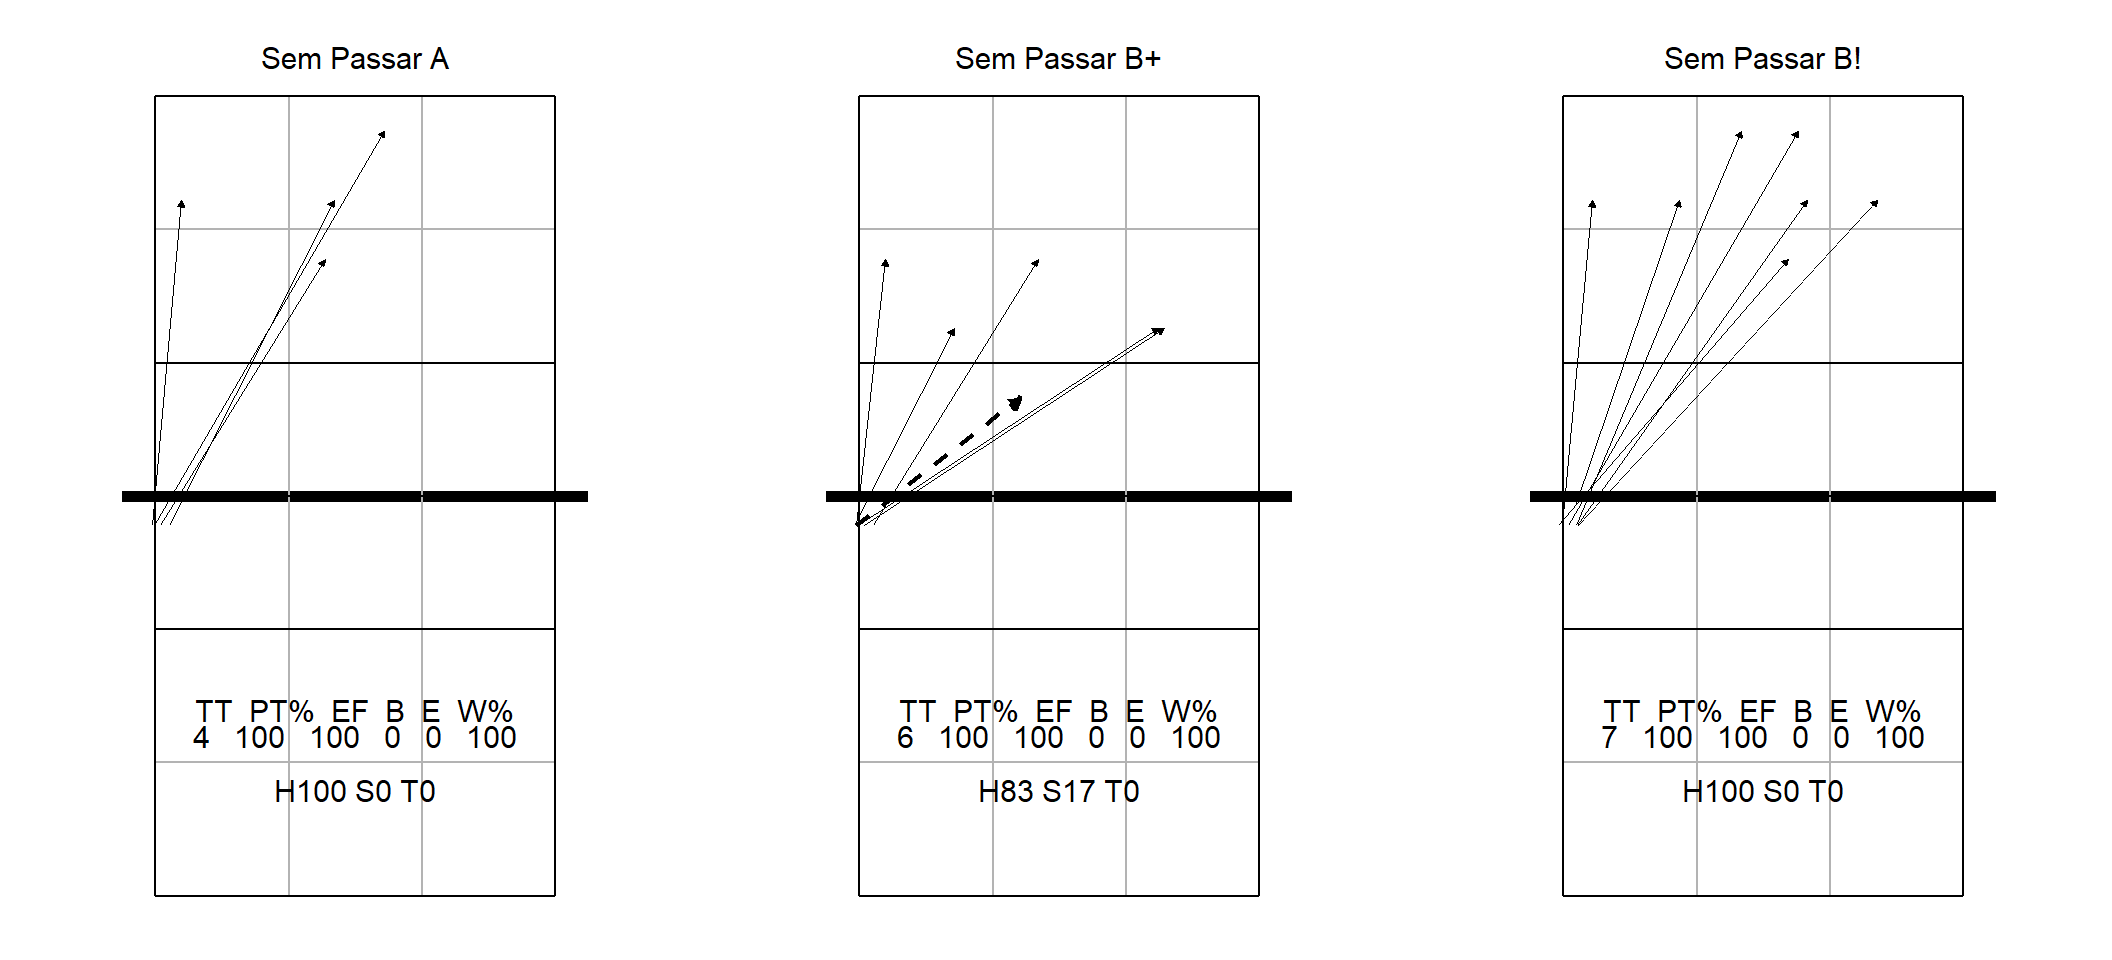 Sem Passar A
TT PT% EF B E W%
4 100 100 0 0 100
H100 S0 T0
Sem Passar B+
TT PT% EF B E W%
6 100 100 0 0 100
H83 S17 T0
Sem Passar B!
TT PT% EF B E W%
7 100 100 0 0 100
H100 S0 T0